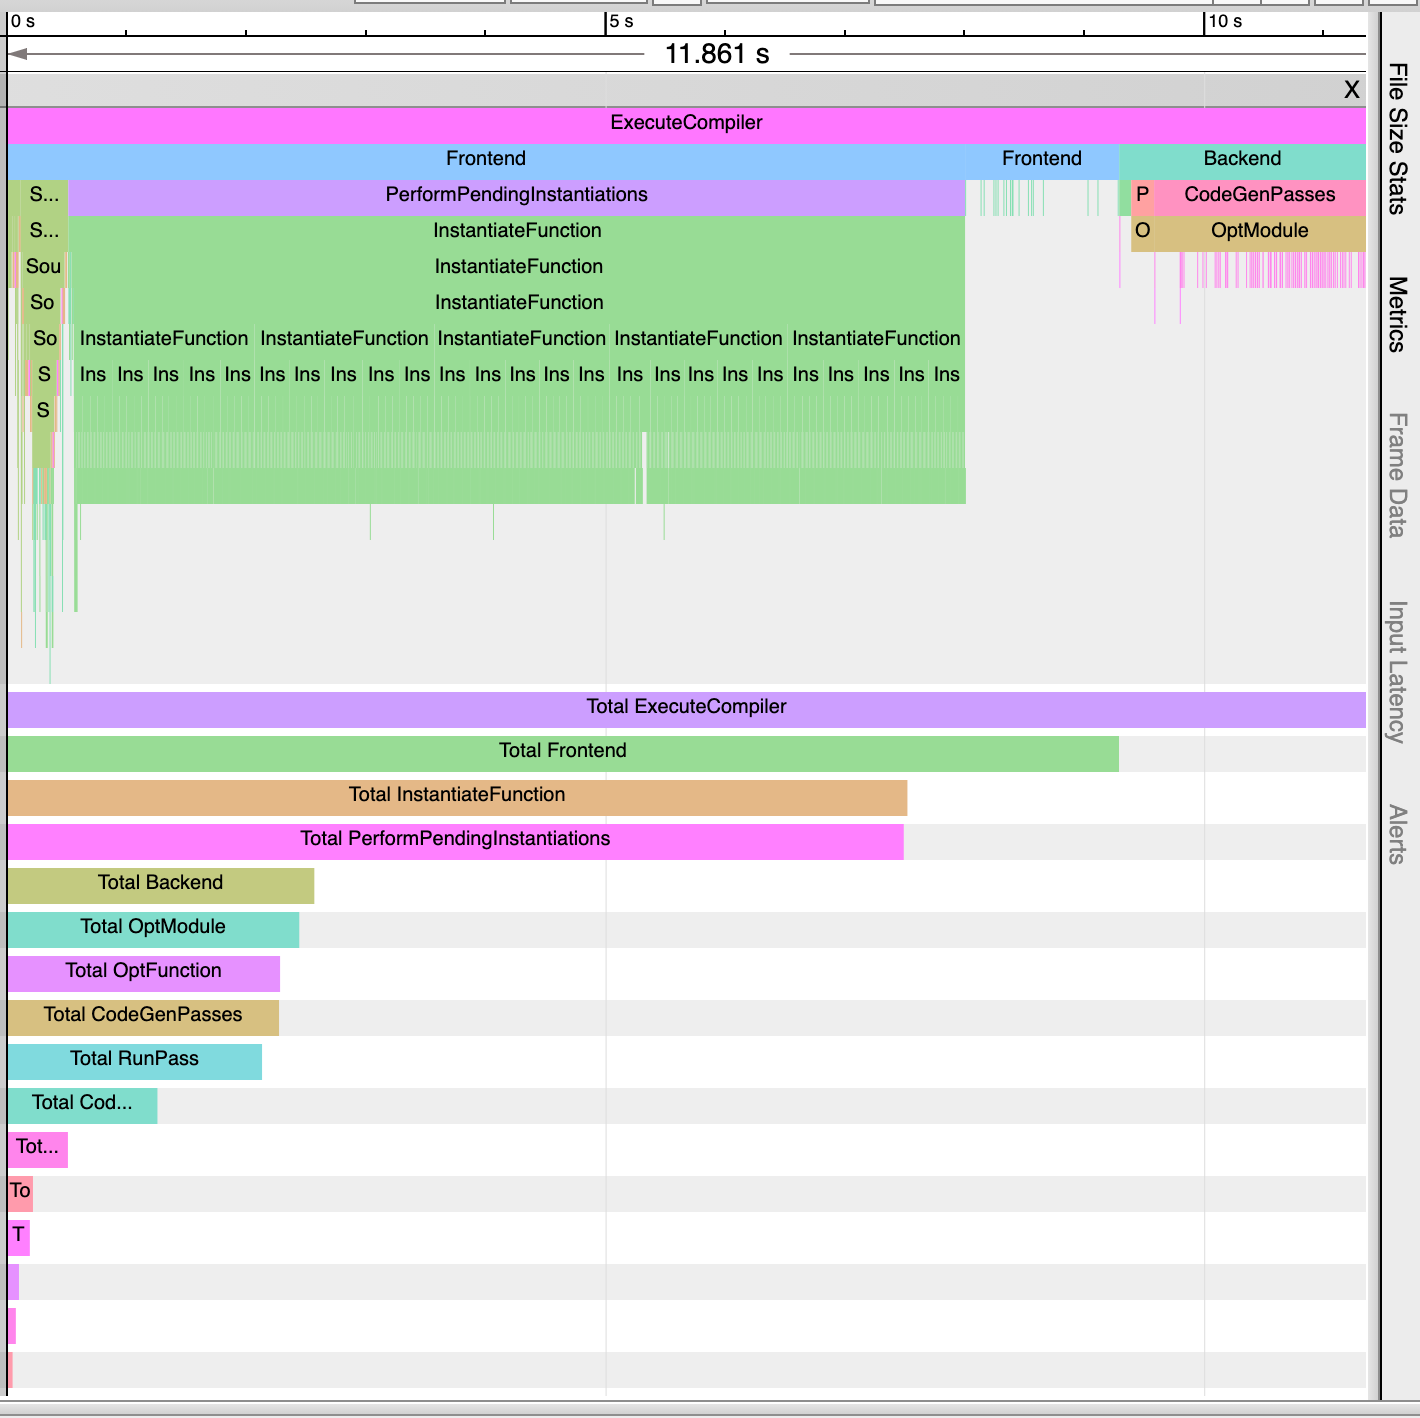 0 s 5 s 10 s
11.861 s
X
ExecuteCompiler
Frontend Frontend Backend
S... PerformPendingInstantiations P CodeGenPasses
S... InstantiateFunction O OptModule
Sou InstantiateFunction
So InstantiateFunction
So InstantiateFunction InstantiateFunction InstantiateFunction InstantiateFunction InstantiateFunction
S Ins Ins Ins Ins Ins Ins Ins Ins Ins Ins Ins Ins Ins Ins Ins Ins Ins Ins Ins Ins Ins Ins Ins Ins Ins
S
Total ExecuteCompiler
Total Frontend
Total InstantiateFunction
Total PerformPendingInstantiations
Total Backend
Total OptModule
Total OptFunction
Total CodeGenPasses
Total RunPass
Total Cod...
Tot...
To
T
File Size Stats
Metrics
Frame Data
Input Latency
Alerts